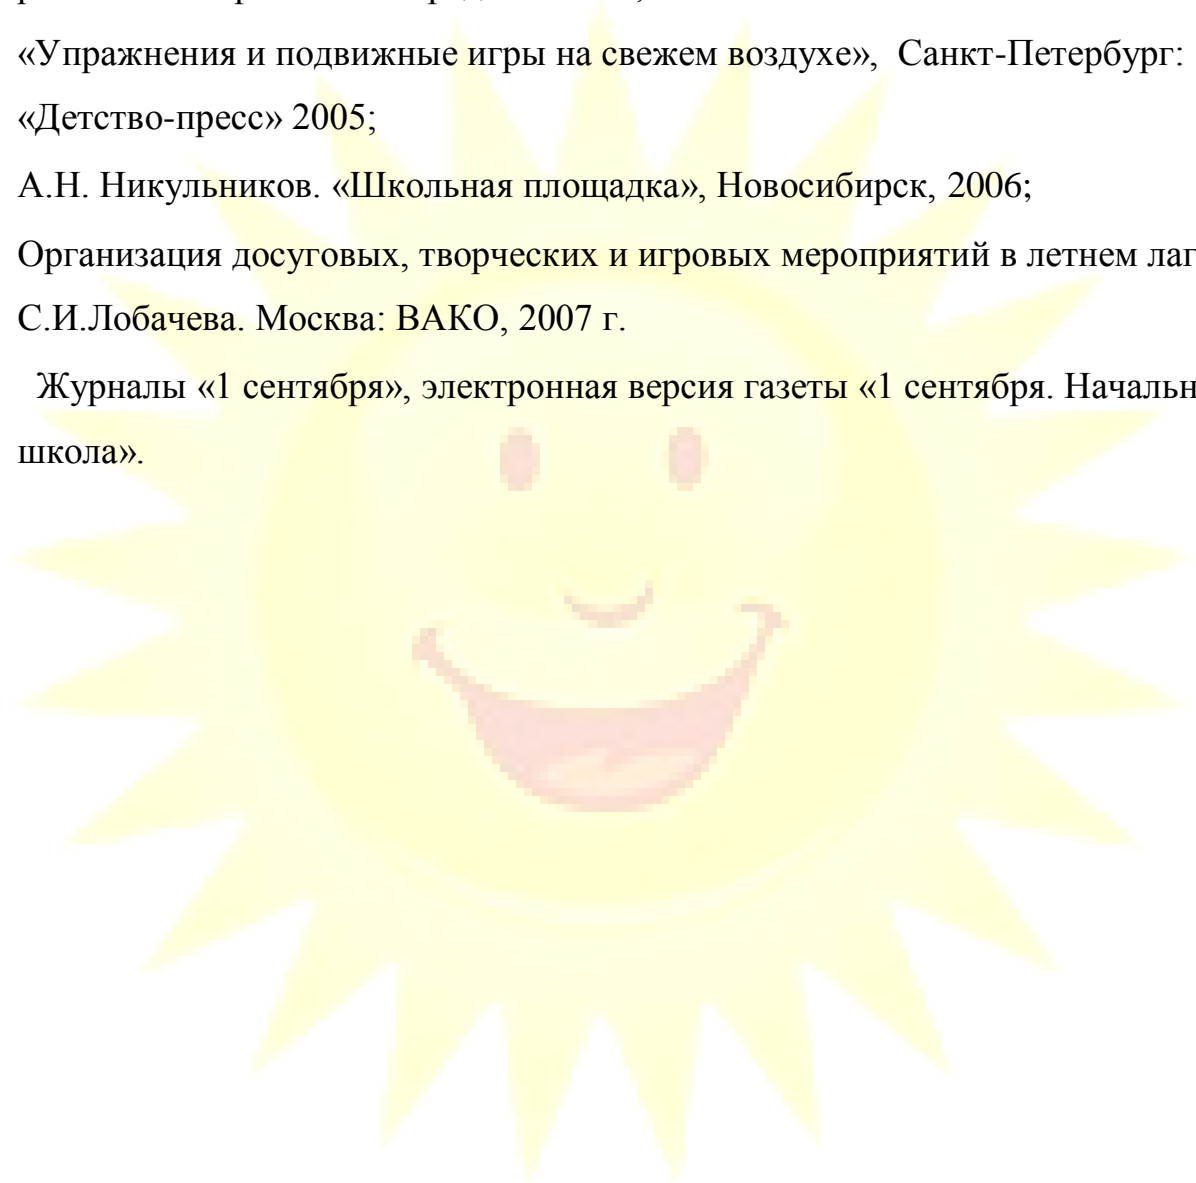 «Упражнения и подвижные игры на свежем воздухе»,  Санкт-Петербург:
«Детство-пресс» 2005;
А.Н. Никульников. «Школьная площадка», Новосибирск, 2006;
Организация досуговых, творческих и игровых мероприятий в летнем лаг
С.И.Лобачева. Москва: ВАКО, 2007 г.
Журналы «1 сентября», электронная версия газеты «1 сентября. Начальн
школа».